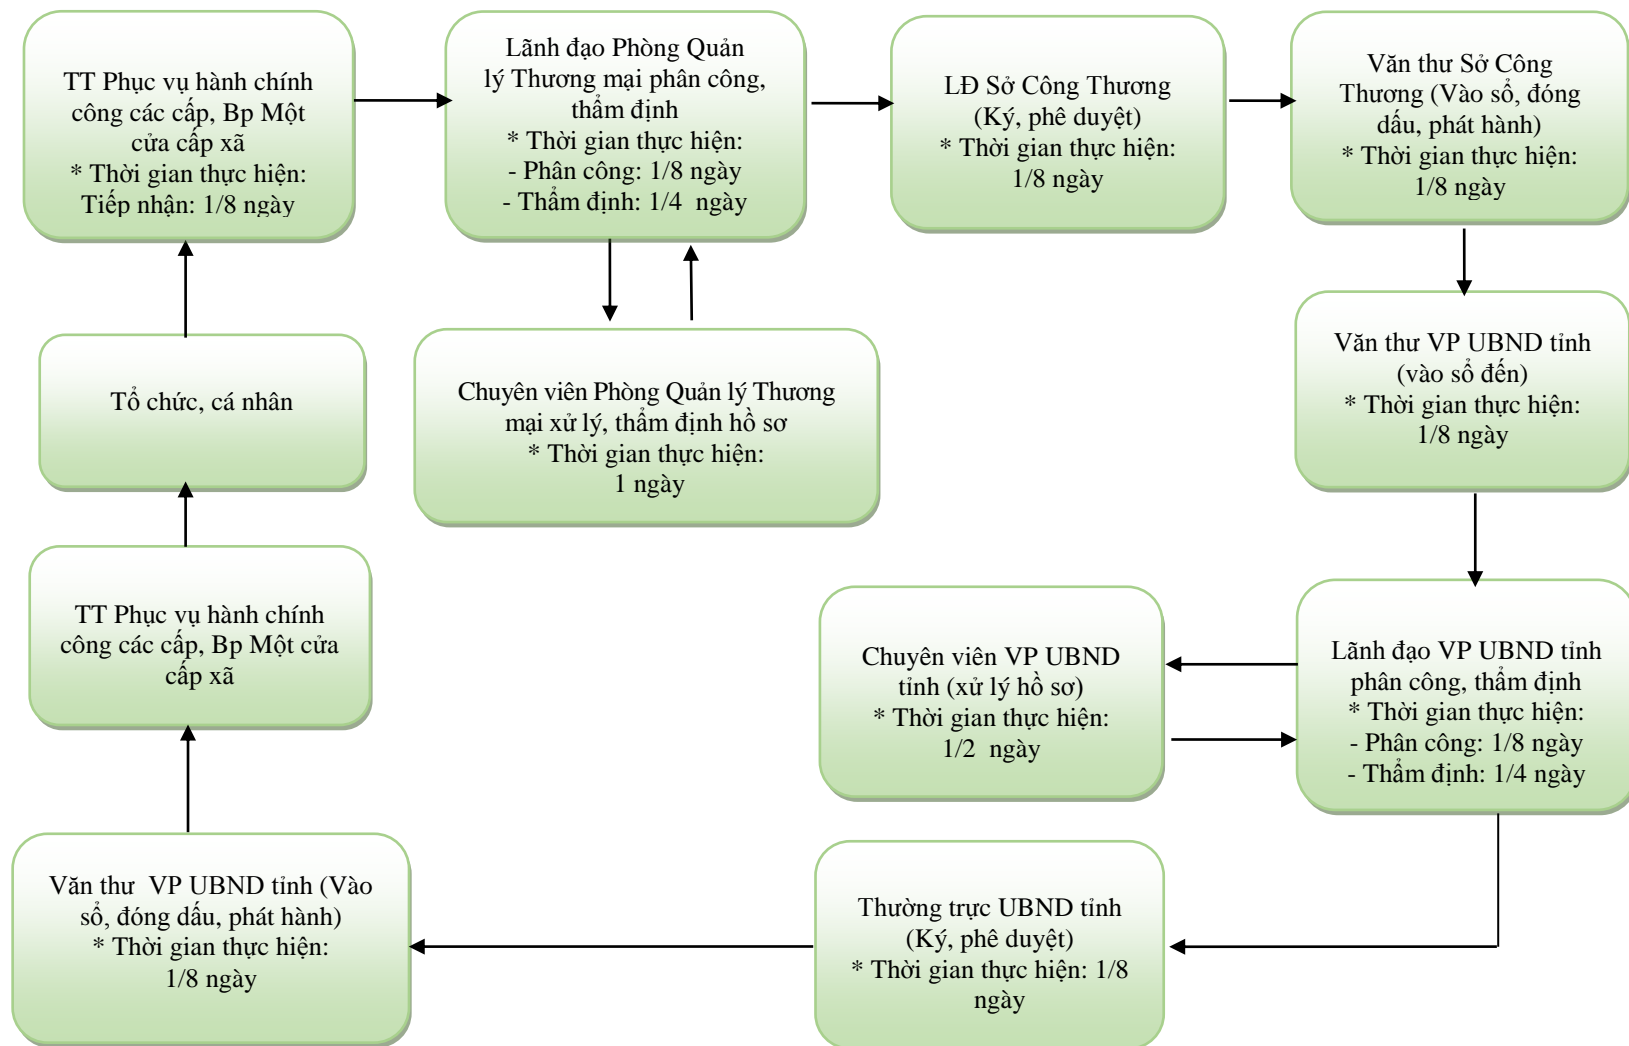 TT Phục vụ hành chính
công các cấp, Bp Một
cửa cấp xã
* Thời gian thực hiện:
Tiếp nhận: 1/8 ngày
Lãnh đạo Phòng Quản
lý Thương mại phân công,
thẩm định
* Thời gian thực hiện:
- Phân công: 1/8 ngày
- Thẩm định: 1/4 ngày
LĐ Sở Công Thương
(Ký, phê duyệt)
* Thời gian thực hiện:
1/8 ngày
Văn thư Sở Công
Thương (Vào sổ, đóng
dấu, phát hành)
* Thời gian thực hiện:
1/8 ngày
Tổ chức, cá nhân
Chuyên viên Phòng Quản lý Thương
mại xử lý, thẩm định hồ sơ
* Thời gian thực hiện:
1 ngày
Văn thư VP UBND tỉnh
(vào sổ đến)
* Thời gian thực hiện:
1/8 ngày
TT Phục vụ hành chính
công các cấp, Bp Một cửa
cấp xã
Chuyên viên VP UBND
tỉnh (xử lý hồ sơ)
* Thời gian thực hiện:
1/2 ngày
Lãnh đạo VP UBND tỉnh
phân công, thẩm định
* Thời gian thực hiện:
- Phân công: 1/8 ngày
- Thẩm định: 1/4 ngày
Văn thư VP UBND tỉnh (Vào
sổ, đóng dấu, phát hành)
* Thời gian thực hiện:
1/8 ngày
Thường trực UBND tỉnh
(Ký, phê duyệt)
* Thời gian thực hiện: 1/8
ngày